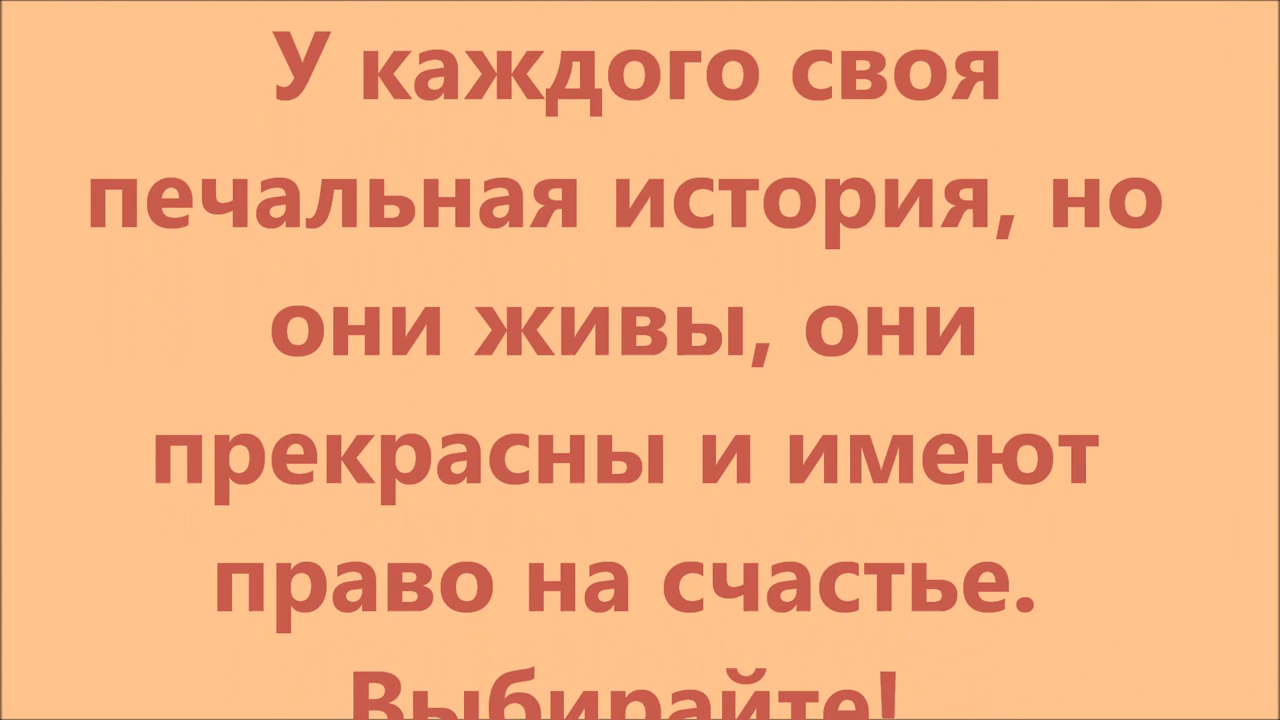 У каждого своя
печальная история, но
они живы, они
прекрасны и имеют
право на счастье.
Выбирайте!